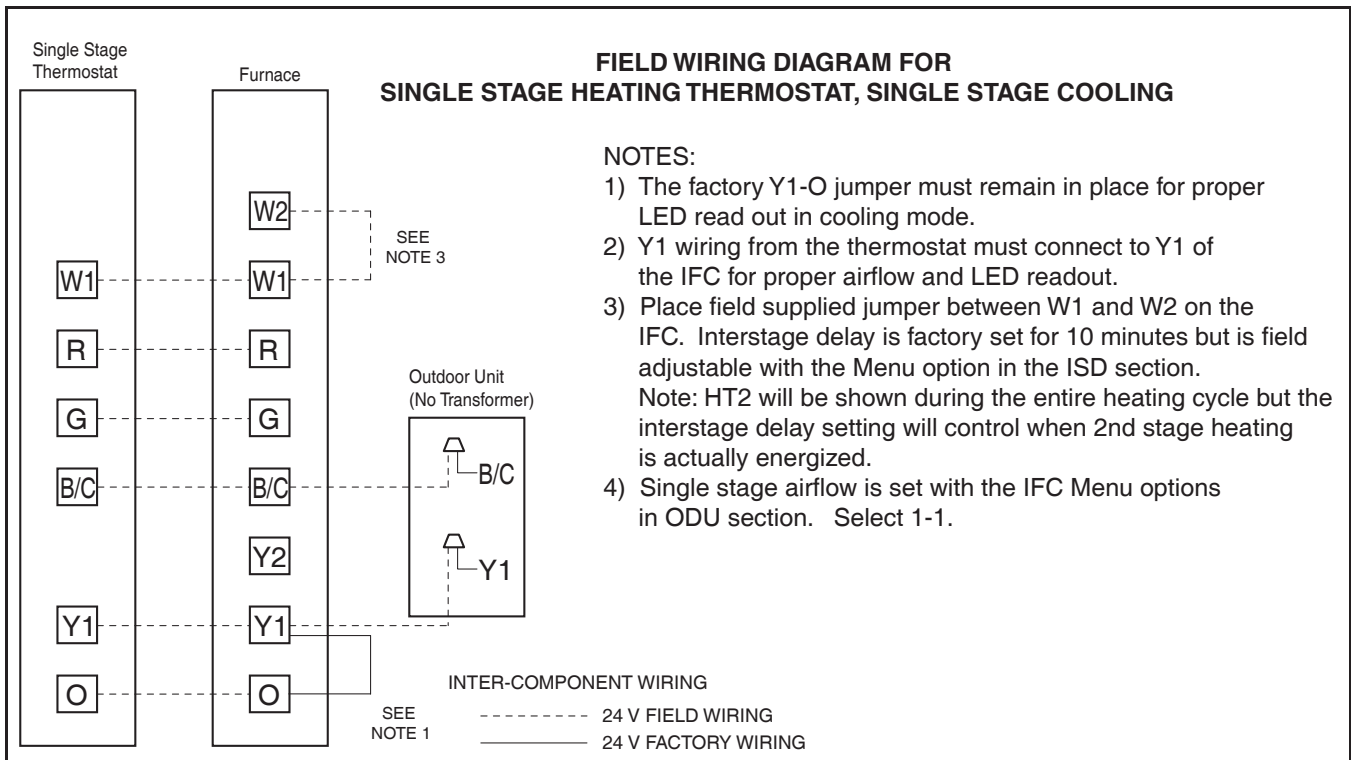 Single Stage
Thermostat
Furnace
FIELD WIRING DIAGRAM FOR
SINGLE STAGE HEATING THERMOSTAT, SINGLE STAGE COOLING
W2
SEE
NOTE 3
W1
W1
R
R
G
G
B/C
B/C
Y2
Y1
Y1
O
O
SEE
NOTE 1
Outdoor Unit
(No Transformer)
B/C
Y1
NOTES:
1) The factory Y1-O jumper must remain in place for proper
LED read out in cooling mode.
2) Y1 wiring from the thermostat must connect to Y1 of
the IFC for proper airflow and LED readout.
3) Place field supplied jumper between W1 and W2 on the
IFC. Interstage delay is factory set for 10 minutes but is field
adjustable with the Menu option in the ISD section.
Note: HT2 will be shown during the entire heating cycle but the
interstage delay setting will control when 2nd stage heating
is actually energized.
4) Single stage airflow is set with the IFC Menu options
in ODU section. Select 1-1.
INTER-COMPONENT WIRING
24 V FIELD WIRING
24 V FACTORY WIRING